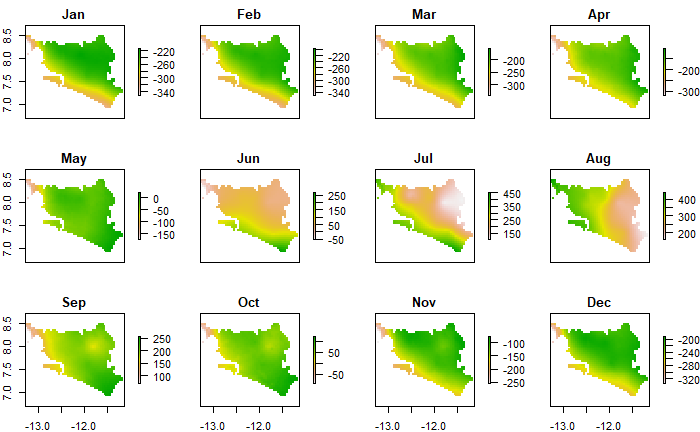 Jan Feb Mar Apr
8.5 8.0 7.5 7.0
-220 -260 -300 -340
-220 -260 -300 -340
-200 -250 -300
-200 -300
May Jun Jul Aug
8.5 8.0 7.5 7.0
0 -50 -100 -150
250 150 50 -50
450 350 250 150
400 300 200
Sep Oct Nov Dec
8.5 8.0 7.5 7.0
250 200 150 100
50 -50
-100 -150 -200 -250
-200 -240 -280 -320
-13.0 -12.0 -13.0 -12.0 -13.0 -12.0 -13.0 -12.0